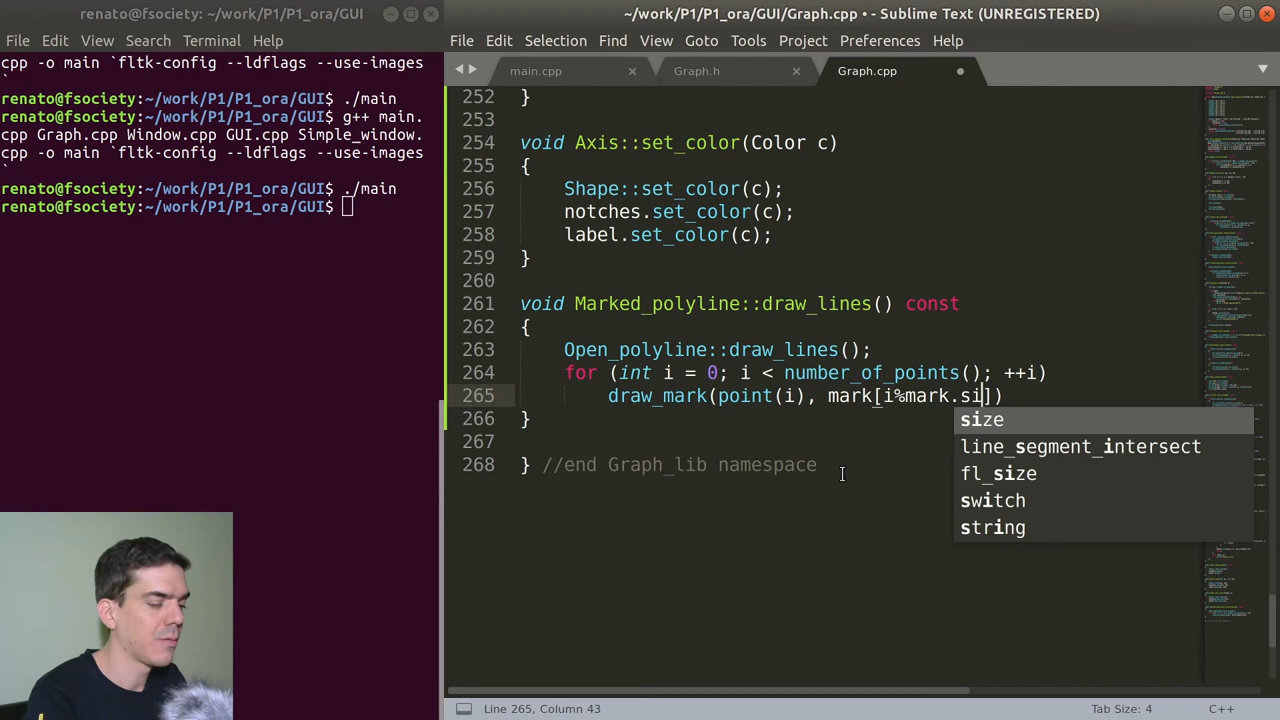 renato@fsociety: ~/work/P1/P1_ora/GUI
File Edit View Search Terminal Help
cpp -o main `fltk-config --ldflags --use-images
`
renato@fsociety:~/work/P1/P1_ora/GUI$ ./main
renato@fsociety:~/work/P1/P1_ora/GUI$ g++ main.
cpp Graph.cpp Window.cpp GUI.cpp Simple_window.
cpp -o main `fltk-config --ldflags --use-images
`
renato@fsociety:~/work/P1/P1_ora/GUI$ ./main
renato@fsociety:~/work/P1/P1_ora/GUI$
~/work/P1/P1_ora/GUI/Graph.cpp • - Sublime Text (UNREGISTERED)
File Edit Selection Find View Goto Tools Project Preferences Help
main.cpp Graph.h Graph.cpp
252 }
253
254 void Axis::set_color(Color c)
255 {
256 Shape::set_color(c);
257 notches.set_color(c);
258 label.set_color(c);
259 }
260
261 void Marked_polyline::draw_lines() const
262 {
263 Open_polyline::draw_lines();
264 for (int i = 0; i < number_of_points(); ++i)
265 draw_mark(point(i), mark[i%mark.si])
266 }
267
268 } //end Graph_lib namespace
size
line_segment_intersect
fl_size
switch
string
Line 265, Column 43 Tab Size: 4 C++